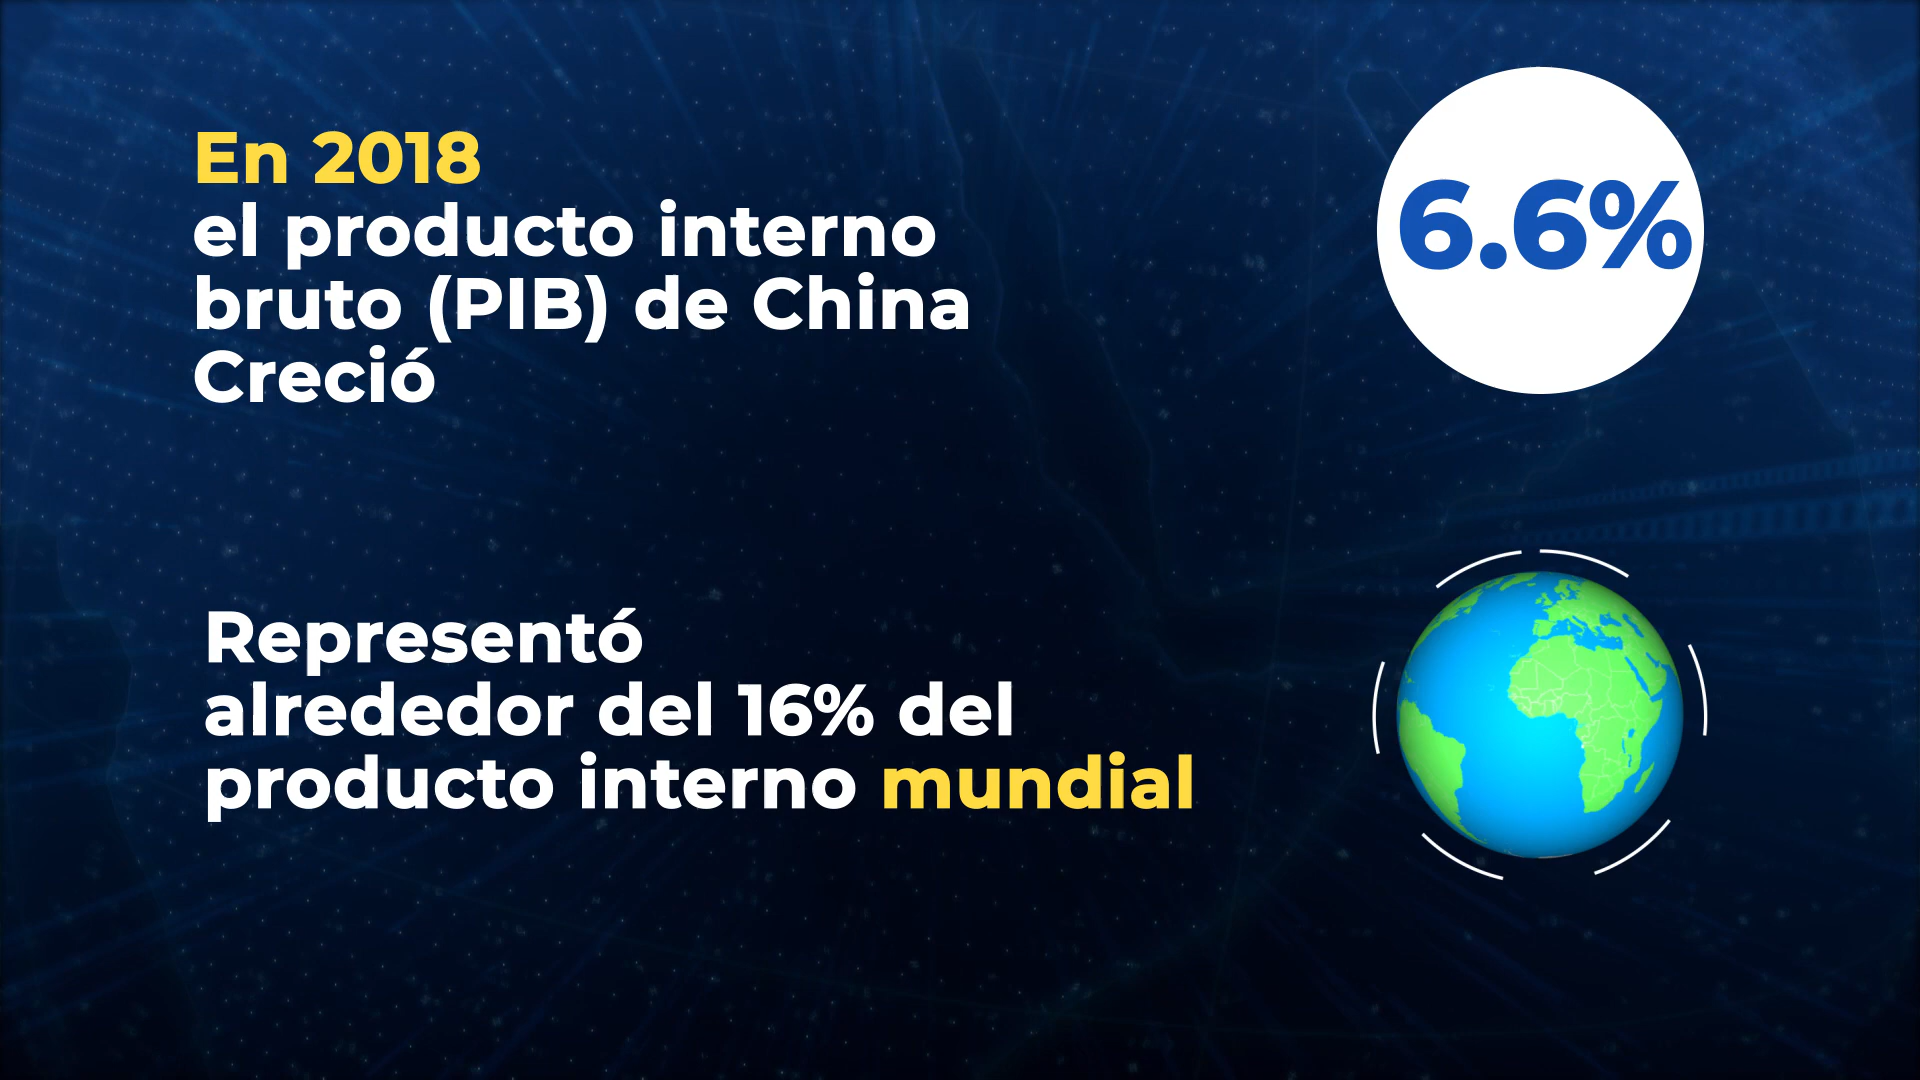 En 2018
el producto interno
bruto (PIB) de China
Creció
6.6%
Representó
alrededor del 16% del
producto interno mundial